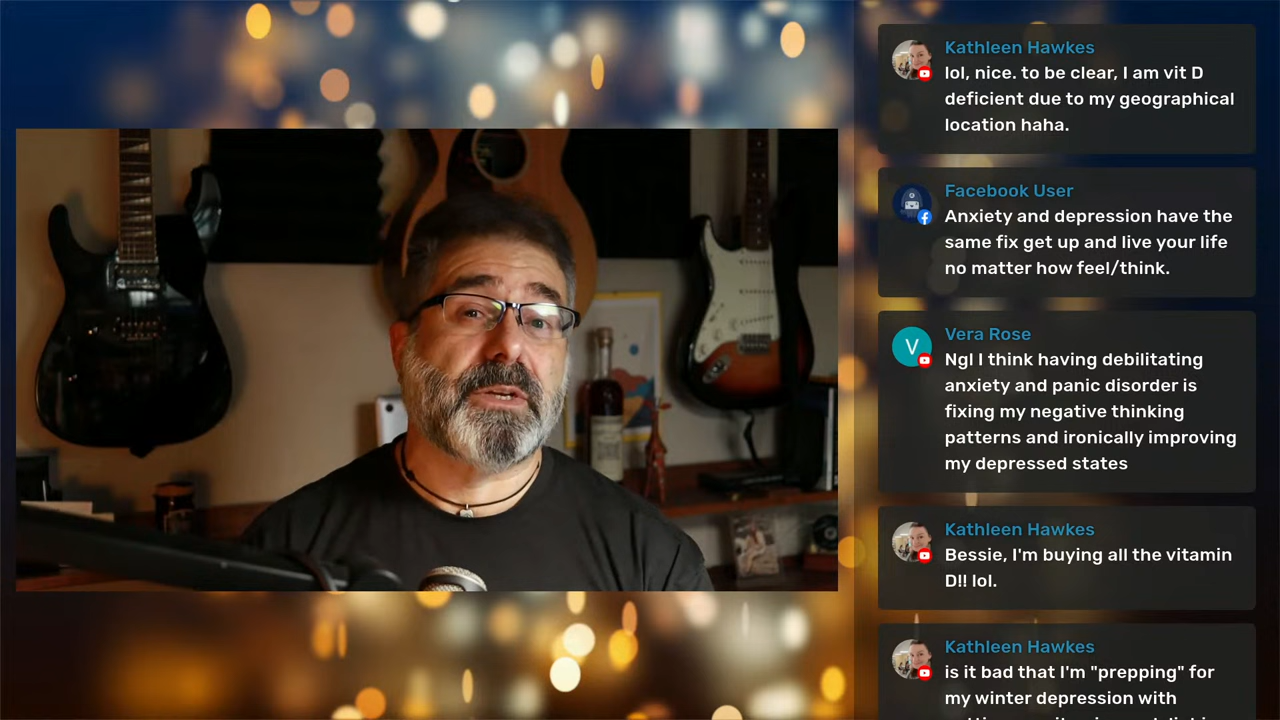 Kathleen Hawkes
lol, nice. to be clear, I am vit D
deficient due to my geographical
location haha.
Facebook User
Anxiety and depression have the
same fix get up and live your life
no matter how feel/think.
V
Vera Rose
Ngl I think having debilitating
anxiety and panic disorder is
fixing my negative thinking
patterns and ironically improving
my depressed states
Kathleen Hawkes
Bessie, I'm buying all the vitamin
D!! lol.
Kathleen Hawkes
is it bad that I'm "prepping" for
my winter depression with